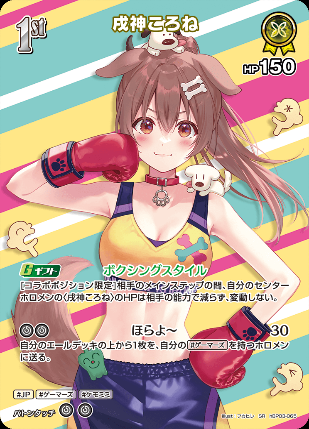 1st
戌神ころね
HP150
Gギフト ボクシングスタイル
[コラボポジション限定]相手のメインステップの間、自分のセンター
ホロメンの〈戌神ころね〉のHPは相手の能力で減らず、変動しない。
ほらよ～ 30
自分のエールデッキの上から1枚を、自分の#ゲーマーズを持つホロメン
に送る。
#JP #ゲーマーズ #ケモミミ
バトンタッチ
SR